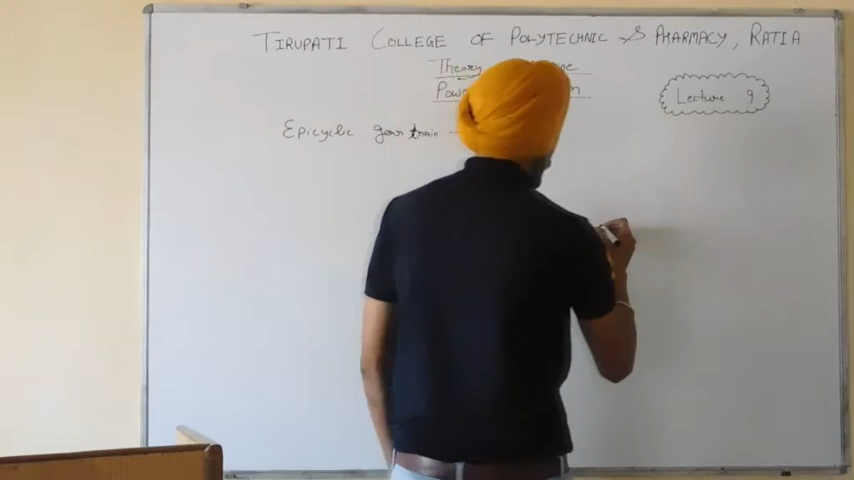 TIRUPATI COLLEGE OF POLYTECHNIC & PHARMACY, RATIA
Theory
Lecture 9
Epicyclic gear train -